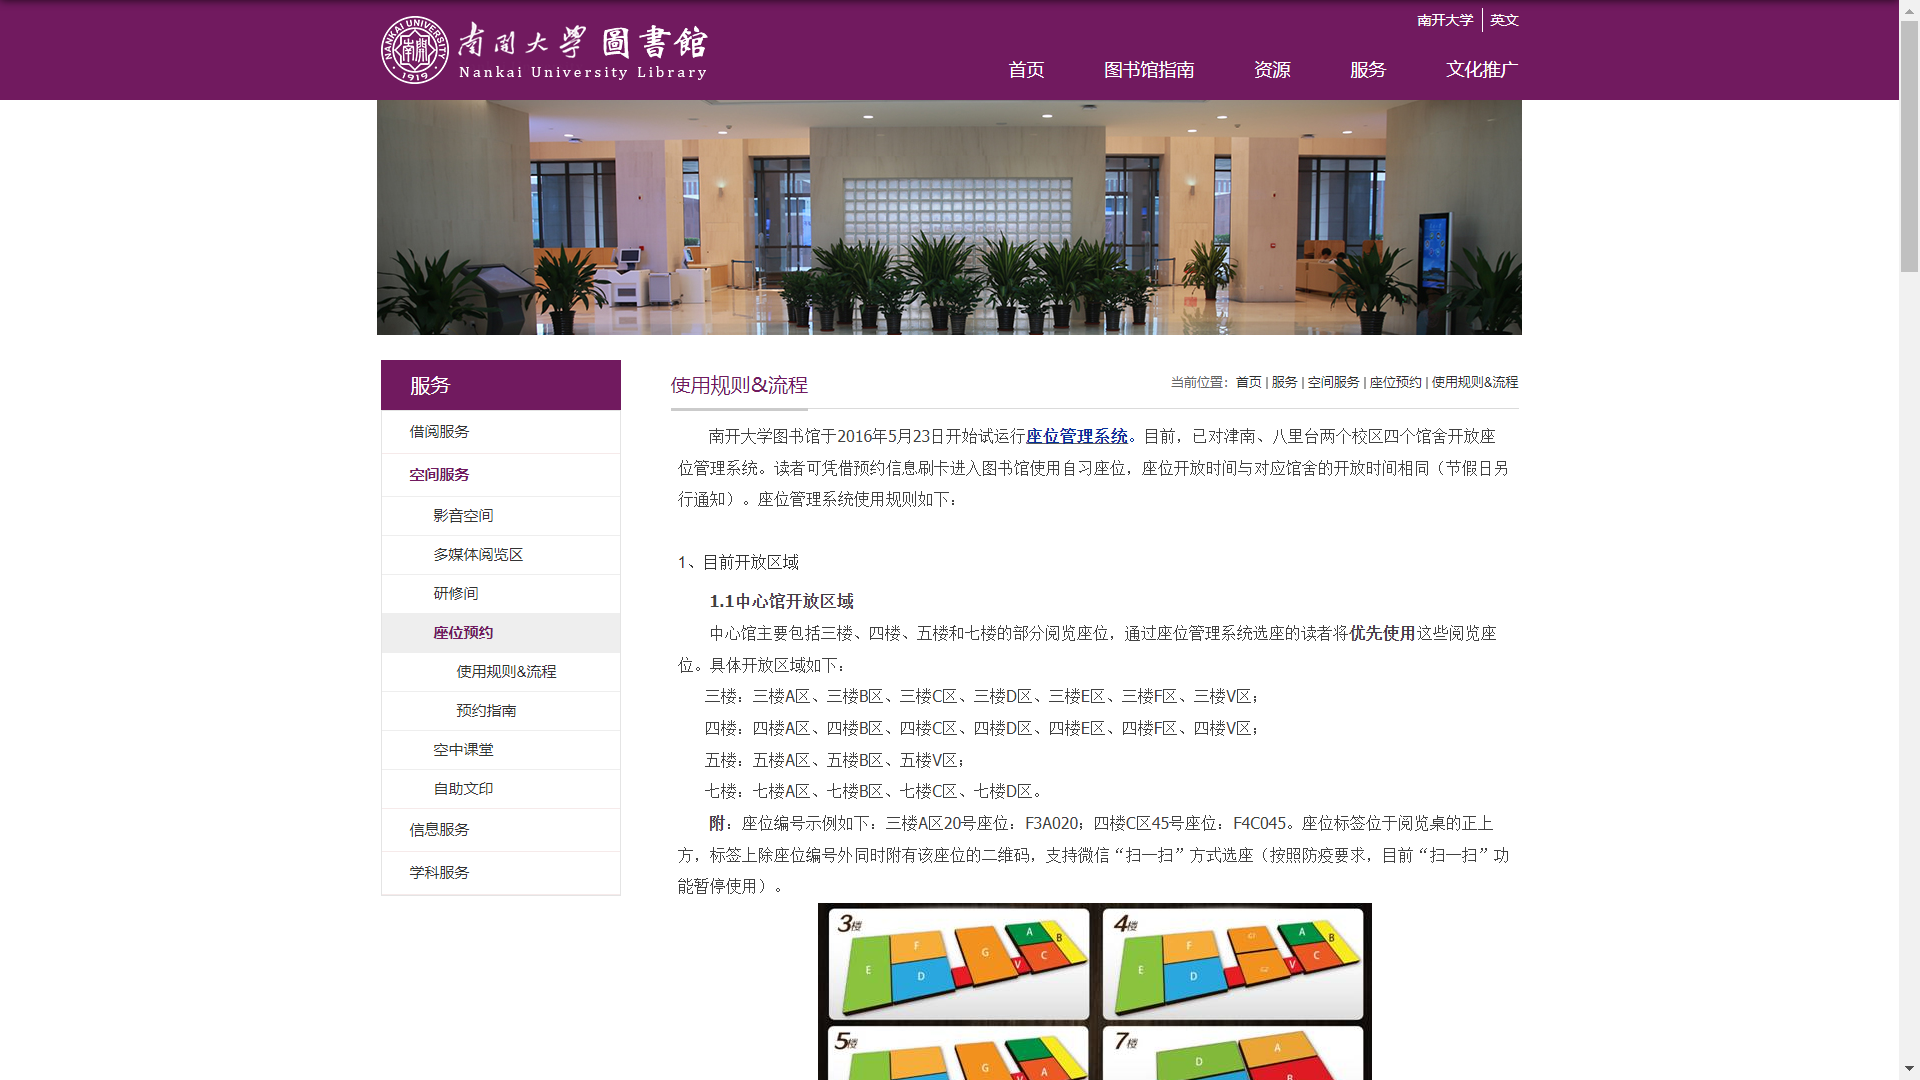 南开大学 英文
NANKAI UNIVERSITY
南開
1919
南開大學 圖書館
Nankai University Library
首页 图书馆指南 资源 服务 文化推广
服务
借阅服务
空间服务
影音空间
多媒体阅览区
研修间
座位预约
使用规则&流程
预约指南
空中课堂
自助文印
信息服务
学科服务
使用规则&流程
当前位置： 首页 | 服务 | 空间服务 | 座位预约 | 使用规则&流程
南开大学图书馆于2016年5月23日开始试运行座位管理系统。目前，已对津南、八里台两个校区四个馆舍开放座
位管理系统。读者可凭借预约信息刷卡进入图书馆使用自习座位，座位开放时间与对应馆舍的开放时间相同（节假日另
行通知）。座位管理系统使用规则如下：
1、目前开放区域
1.1中心馆开放区域
中心馆主要包括三楼、四楼、五楼和七楼的部分阅览座位，通过座位管理系统选座的读者将优先使用这些阅览座
位。具体开放区域如下：
三楼：三楼A区、三楼B区、三楼C区、三楼D区、三楼E区、三楼F区、三楼V区；
四楼：四楼A区、四楼B区、四楼C区、四楼D区、四楼E区、四楼F区、四楼V区；
五楼：五楼A区、五楼B区、五楼V区；
七楼：七楼A区、七楼B区、七楼C区、七楼D区。
附：座位编号示例如下：三楼A区20号座位：F3A020；四楼C区45号座位：F4C045。座位标签位于阅览桌的正上
方，标签上除座位编号外同时附有该座位的二维码，支持微信“扫一扫”方式选座（按照防疫要求，目前“扫一扫”功
能暂停使用）。
3楼
E F D G V A B C
4楼
E F D G1 G2 V A B C
5楼
G V A
7楼
D A B